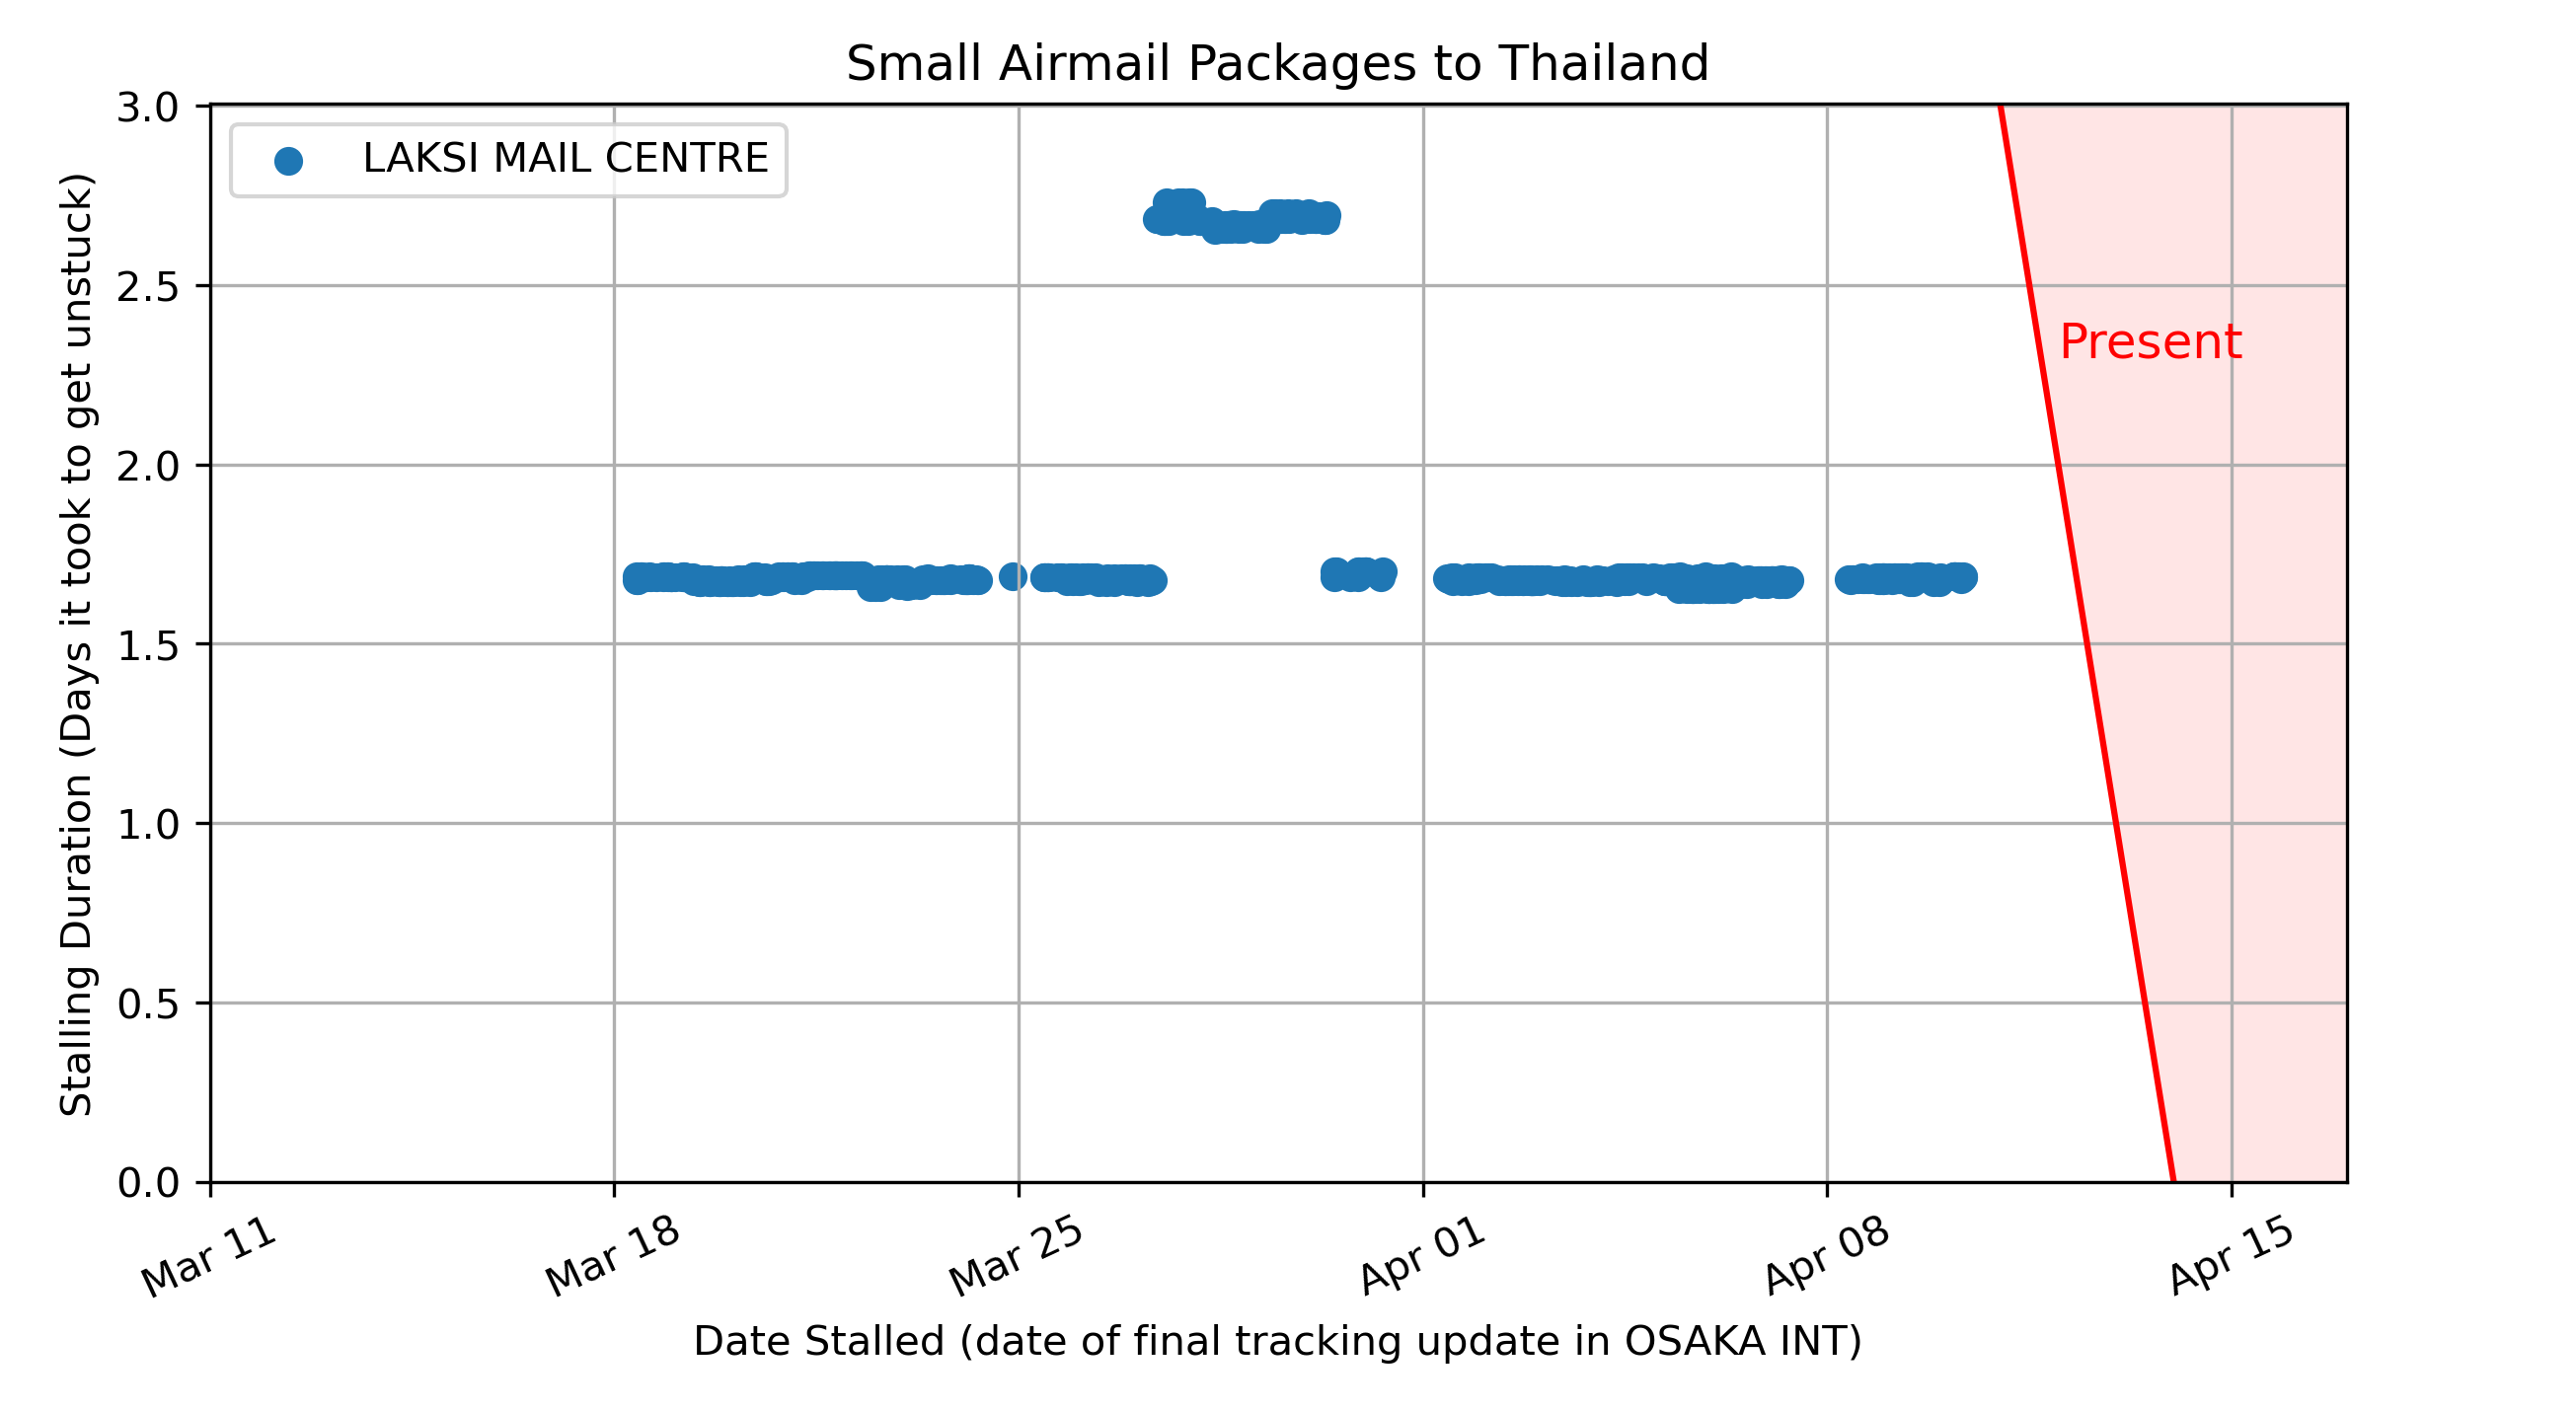 Small Airmail Packages to Thailand
LAKSI MAIL CENTRE
Present
Stalling Duration (Days it took to get unstuck)
3.0
2.5
2.0
1.5
1.0
0.5
0.0
Mar 11
Mar 18
Mar 25
Apr 01
Apr 08
Apr 15
Date Stalled (date of final tracking update in OSAKA INT)